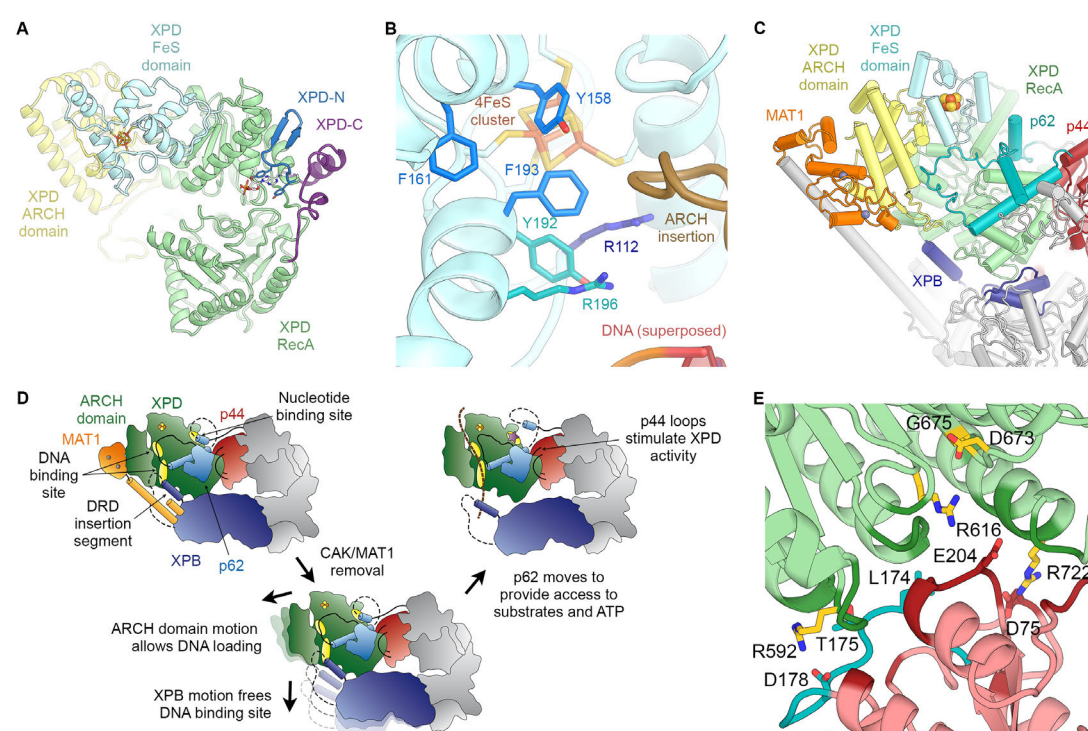 A
XPD
FeS
domain
XPD-N
XPD-C
XPD
ARCH
domain
XPD
RecA
B
4FeS
cluster
Y158
F161
F193
ARCH
insertion
Y192
R112
R196
DNA (superposed)
C
XPD
FeS
domain
XPD
ARCH
domain
XPD
RecA
MAT1
p62
p44
XPB
D
ARCH
domain
XPD
p44
Nucleotide
binding site
MAT1
DNA
binding
site
DRD
insertion
segment
XPB
p62
CAK/MAT1
removal
p44 loops
stimulate XPD
activity
p62 moves to
provide access to
substrates and ATP
ARCH domain motion
allows DNA loading
XPB motion frees
DNA binding site
E
G675
D673
R616
E204
R722
L174
D75
R592
T175
D178